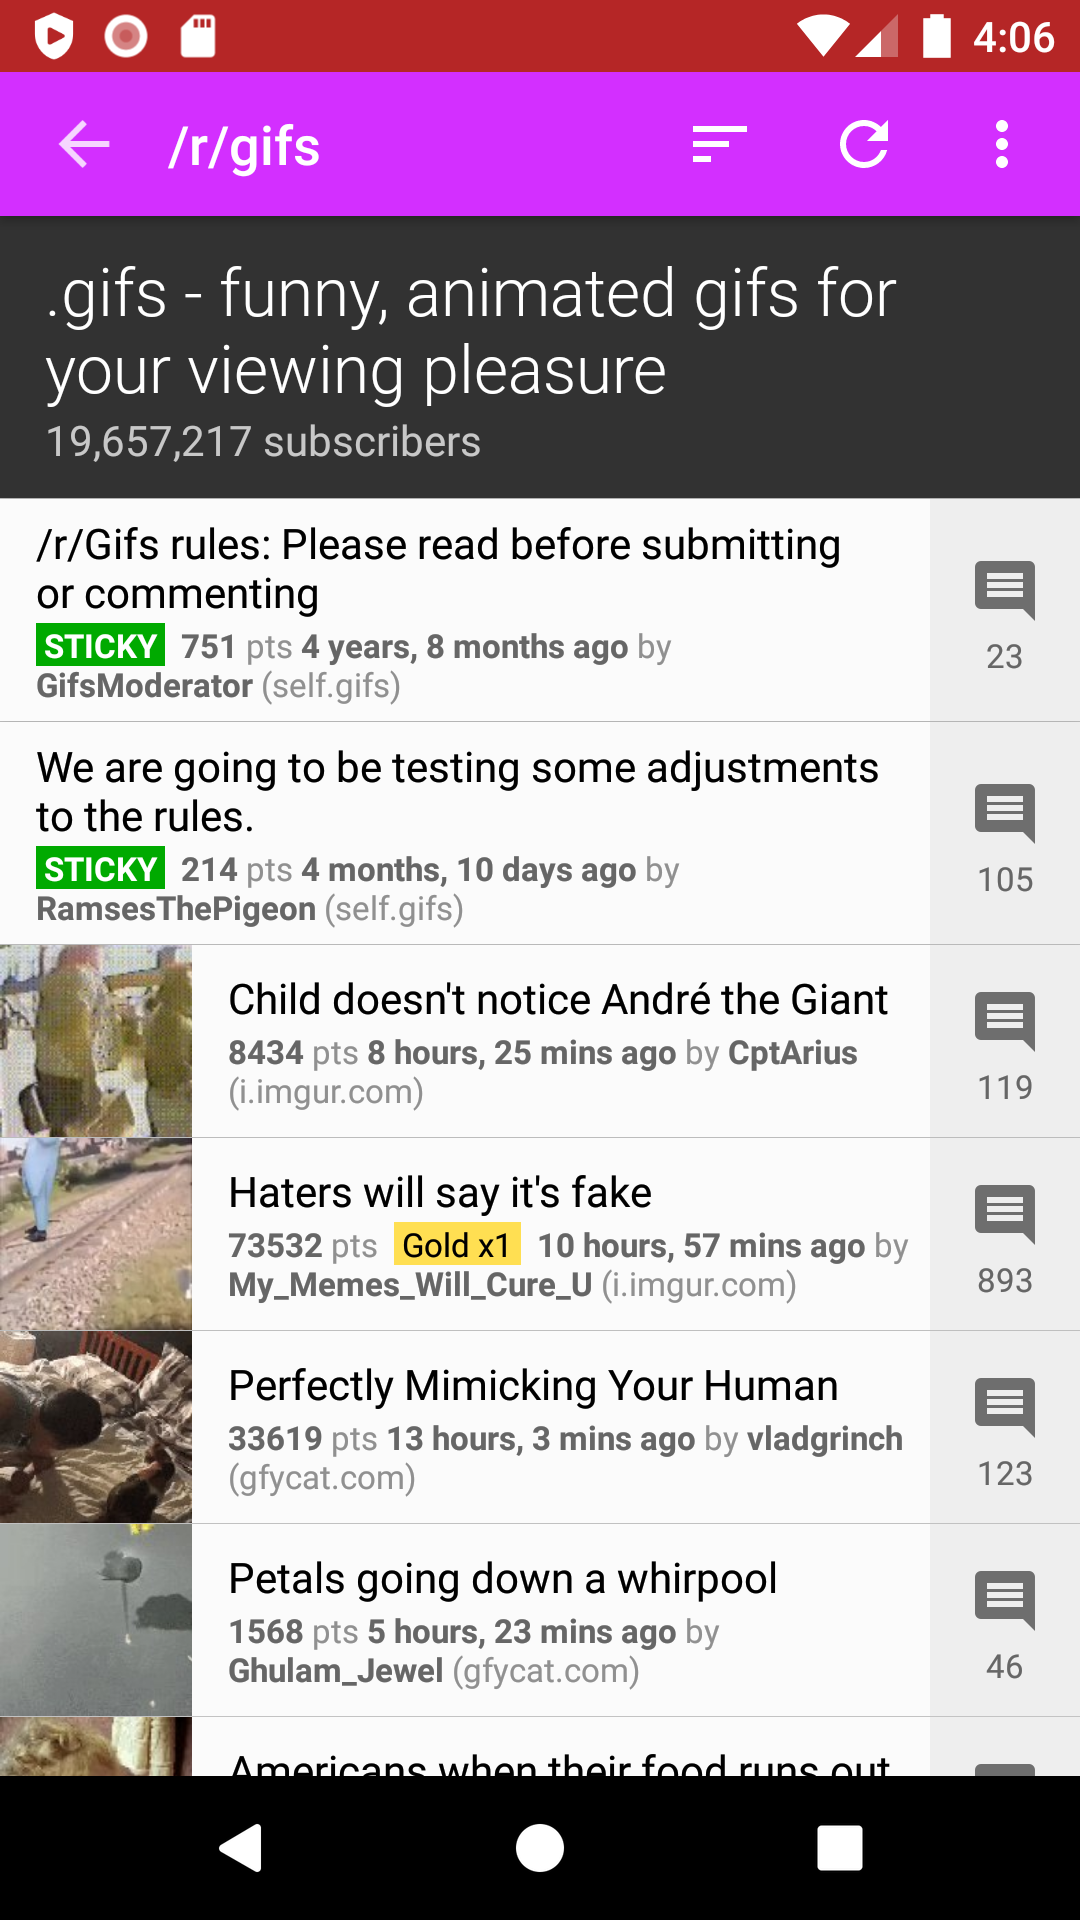 4:06
/r/gifs
.gifs - funny, animated gifs for
your viewing pleasure
19,657,217 subscribers
/r/Gifs rules: Please read before submitting
or commenting
STICKY 751 pts 4 years, 8 months ago by
GifsModerator (self.gifs)
23
We are going to be testing some adjustments
to the rules.
STICKY 214 pts 4 months, 10 days ago by
RamsesThePigeon (self.gifs)
105
Child doesn't notice André the Giant
8434 pts 8 hours, 25 mins ago by CptArius
(i.imgur.com)
119
Haters will say it's fake
73532 pts Gold x1 10 hours, 57 mins ago by
My_Memes_Will_Cure_U (i.imgur.com)
893
Perfectly Mimicking Your Human
33619 pts 13 hours, 3 mins ago by vladgrinch
(gfycat.com)
123
Petals going down a whirpool
1568 pts 5 hours, 23 mins ago by
Ghulam_Jewel (gfycat.com)
46
Americans when their food runs out